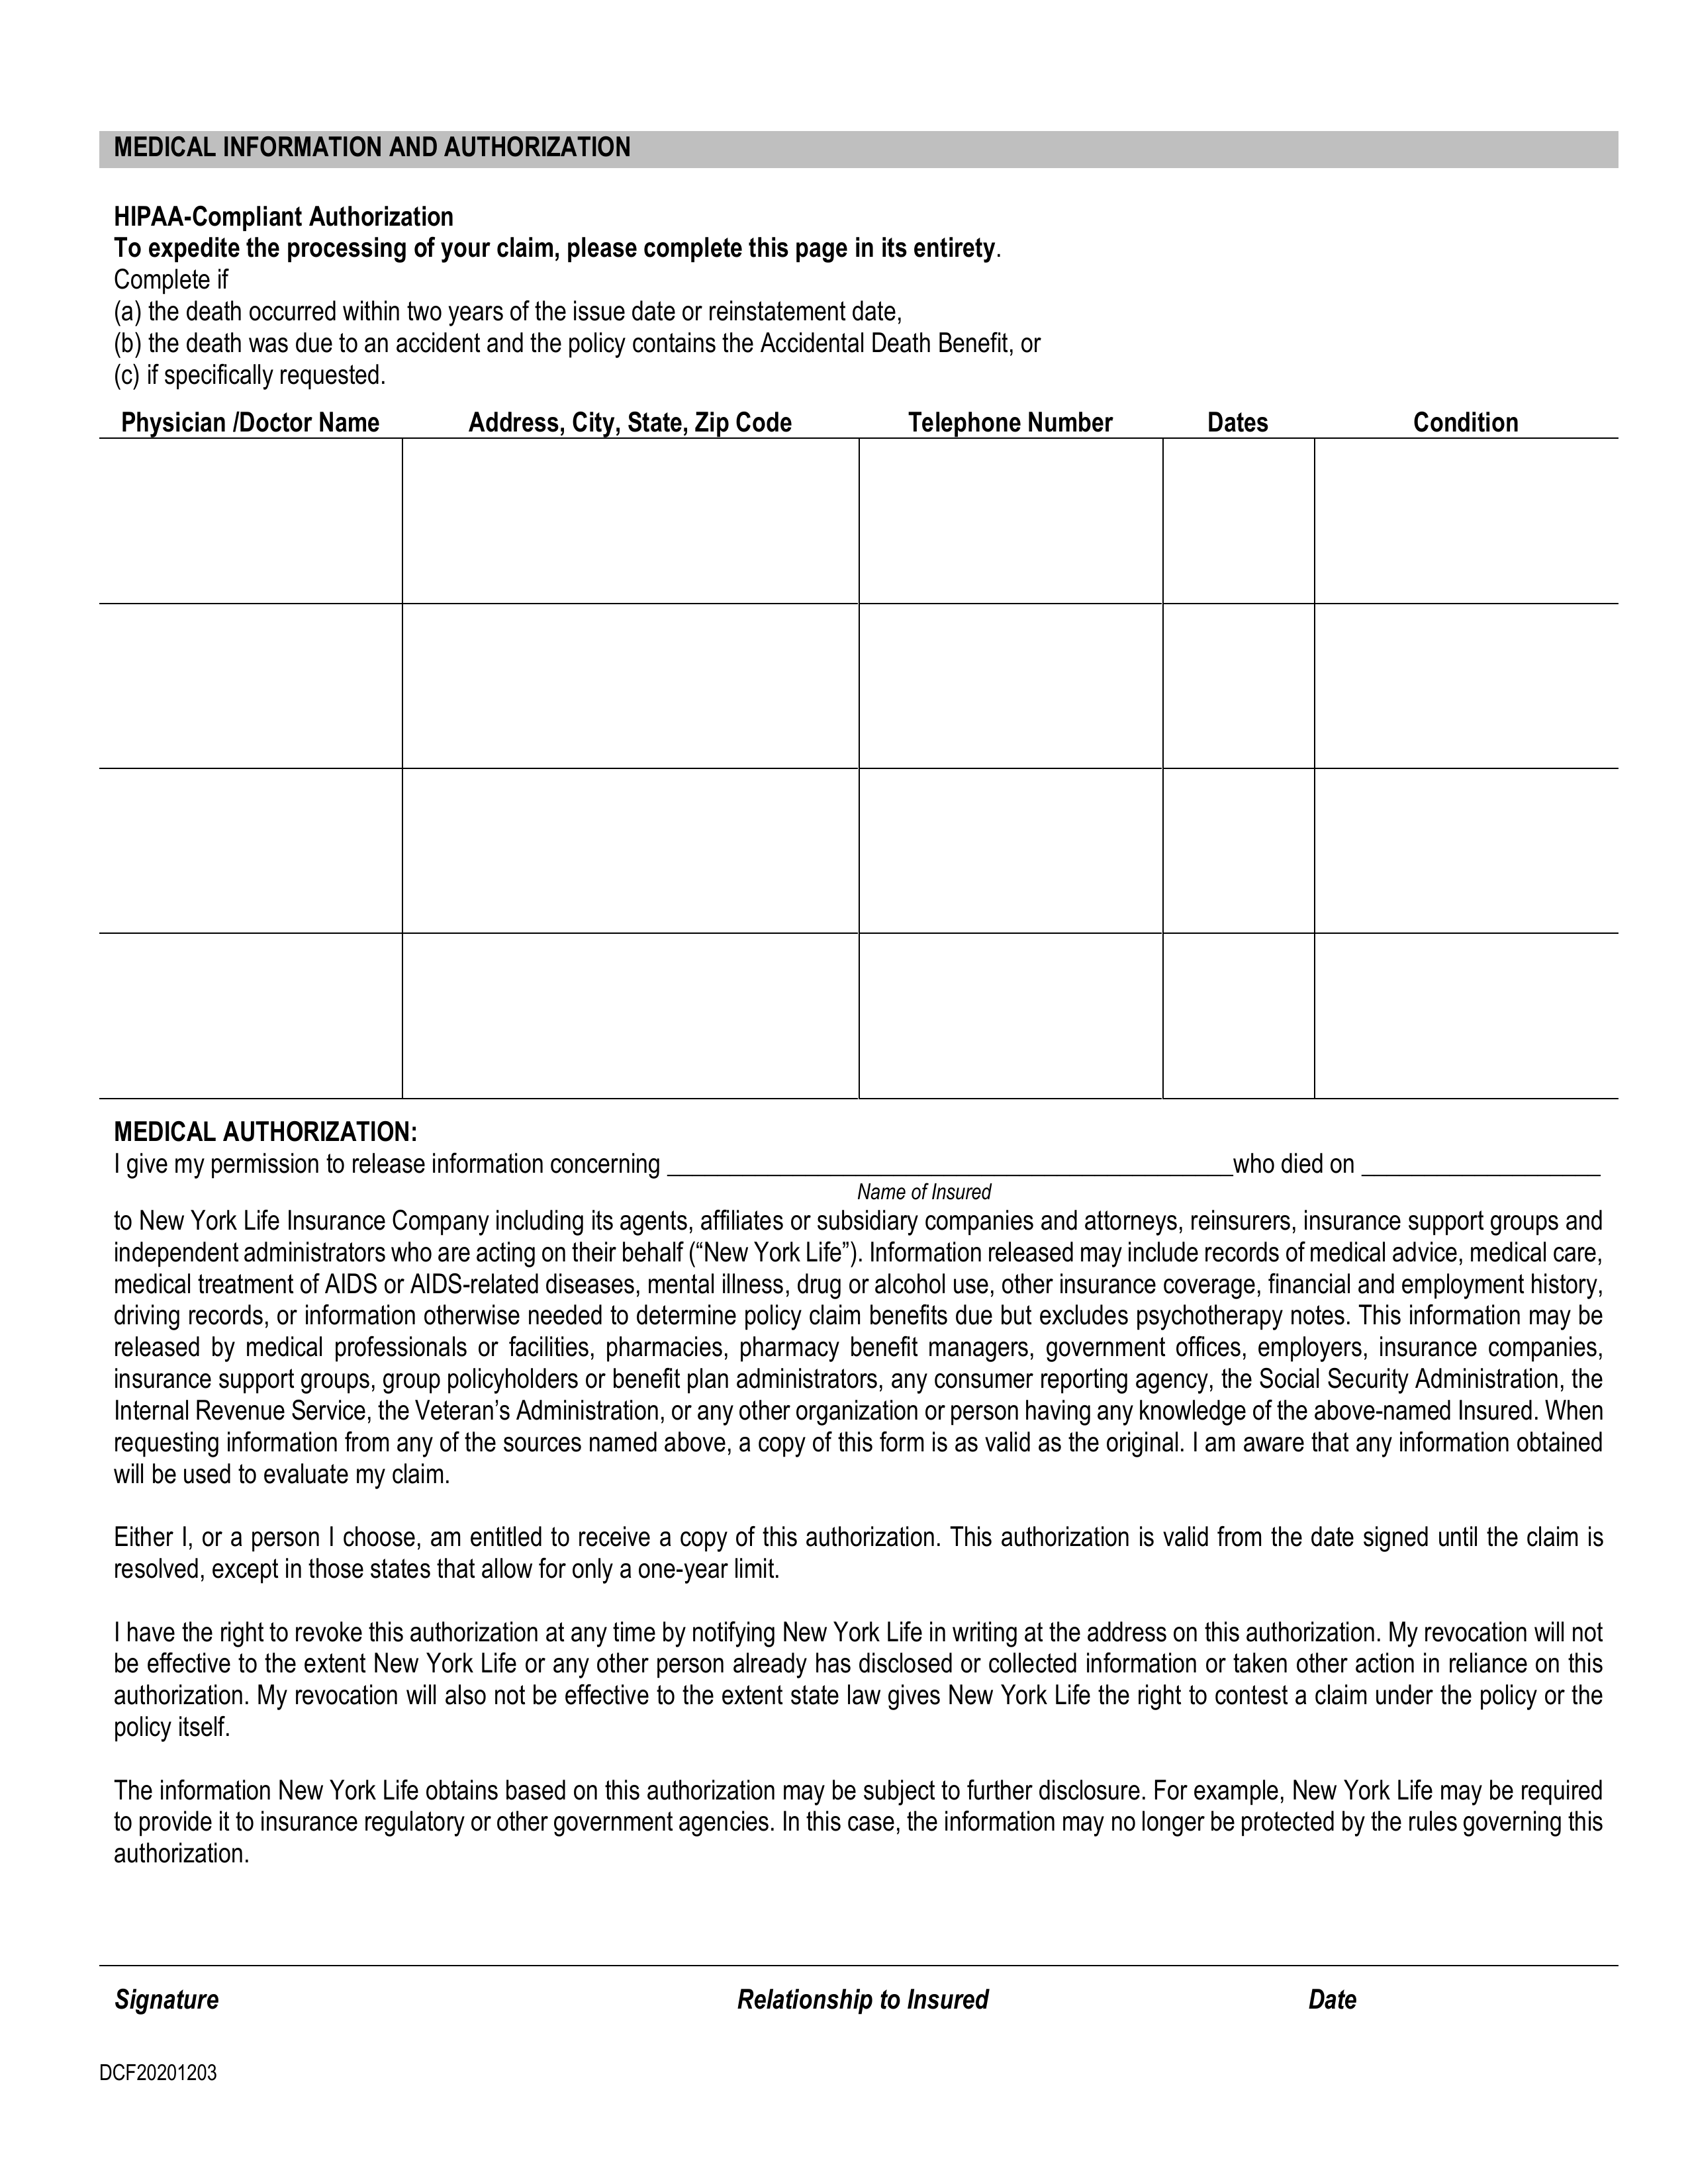 MEDICAL INFORMATION AND AUTHORIZATION
HIPAA-Compliant Authorization
To expedite the processing of your claim, please complete this page in its entirety.
Complete if
(a) the death occurred within two years of the issue date or reinstatement date,
(b) the death was due to an accident and the policy contains the Accidental Death Benefit, or
(c) if specifically requested.
Physician /Doctor Name Address, City, State, Zip Code Telephone Number Dates Condition
MEDICAL AUTHORIZATION:
I give my permission to release information concerning ________________________________________who died on _________________
Name of Insured
to New York Life Insurance Company including its agents, affiliates or subsidiary companies and attorneys, reinsurers, insurance support groups and
independent administrators who are acting on their behalf (“New York Life”). Information released may include records of medical advice, medical care,
medical treatment of AIDS or AIDS-related diseases, mental illness, drug or alcohol use, other insurance coverage, financial and employment history,
driving records, or information otherwise needed to determine policy claim benefits due but excludes psychotherapy notes. This information may be
released by medical professionals or facilities, pharmacies, pharmacy benefit managers, government offices, employers, insurance companies,
insurance support groups, group policyholders or benefit plan administrators, any consumer reporting agency, the Social Security Administration, the
Internal Revenue Service, the Veteran’s Administration, or any other organization or person having any knowledge of the above-named Insured. When
requesting information from any of the sources named above, a copy of this form is as valid as the original. I am aware that any information obtained
will be used to evaluate my claim.
Either I, or a person I choose, am entitled to receive a copy of this authorization. This authorization is valid from the date signed until the claim is
resolved, except in those states that allow for only a one-year limit.
I have the right to revoke this authorization at any time by notifying New York Life in writing at the address on this authorization. My revocation will not
be effective to the extent New York Life or any other person already has disclosed or collected information or taken other action in reliance on this
authorization. My revocation will also not be effective to the extent state law gives New York Life the right to contest a claim under the policy or the
policy itself.
The information New York Life obtains based on this authorization may be subject to further disclosure. For example, New York Life may be required
to provide it to insurance regulatory or other government agencies. In this case, the information may no longer be protected by the rules governing this
authorization.
Signature Relationship to Insured Date
DCF20201203